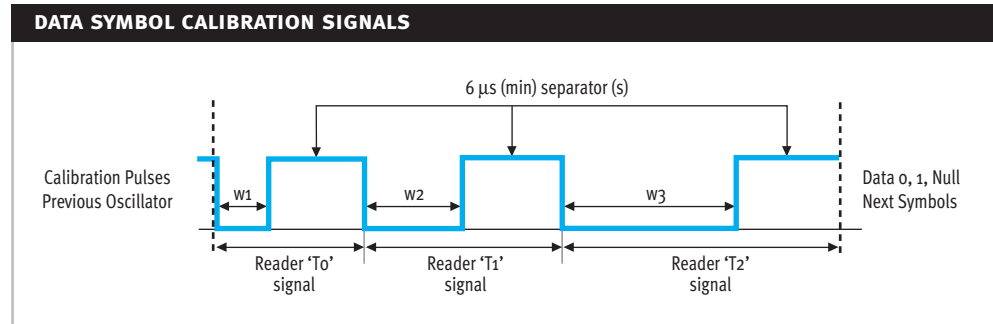 DATA SYMBOL CALIBRATION SIGNALS
6 µs (min) separator (s)
Calibration Pulses
Previous Oscillator
w1
w2
w3
Data 0, 1, Null
Next Symbols
Reader ‘T0’
signal
Reader ‘T1’
signal
Reader ‘T2’
signal